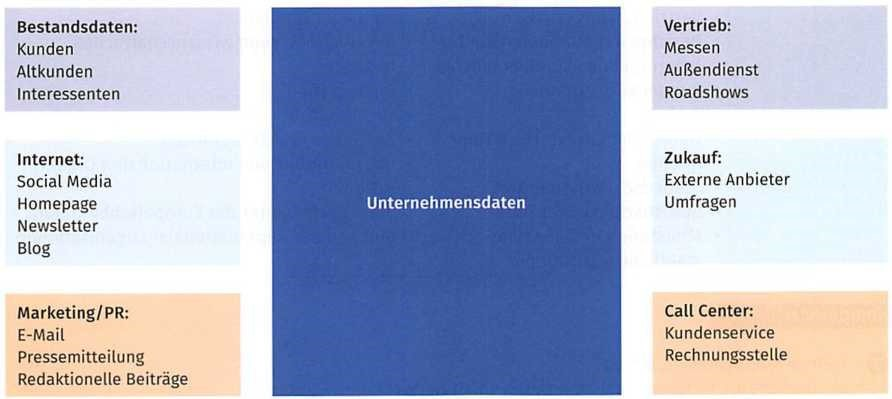 Bestandsdaten:
Kunden
Altkunden
Interessenten
Internet:
Social Media
Homepage
Newsletter
Blog
Marketing/PR:
E-Mail
Pressemitteilung
Redaktionelle Beiträge
Unternehmensdaten
Vertrieb:
Messen
Außendienst
Roadshows
Zukauf:
Externe Anbieter
Umfragen
Call Center:
Kundenservice
Rechnungsstelle